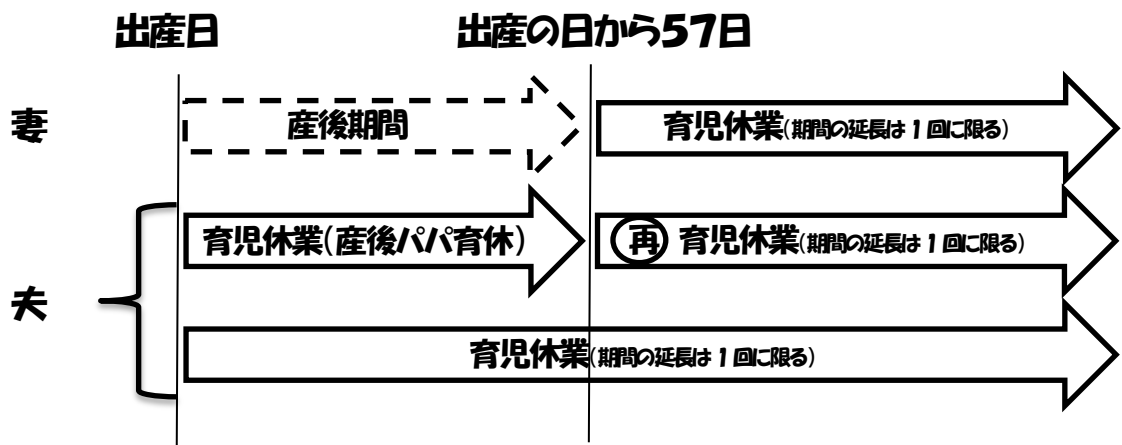 出産日 出産の日から57日
妻 産後期間 育児休業(期間の延長は1回に限る)
育児休業(産後パパ育休) 再 育児休業(期間の延長は1回に限る)
夫
育児休業(期間の延長は1回に限る)